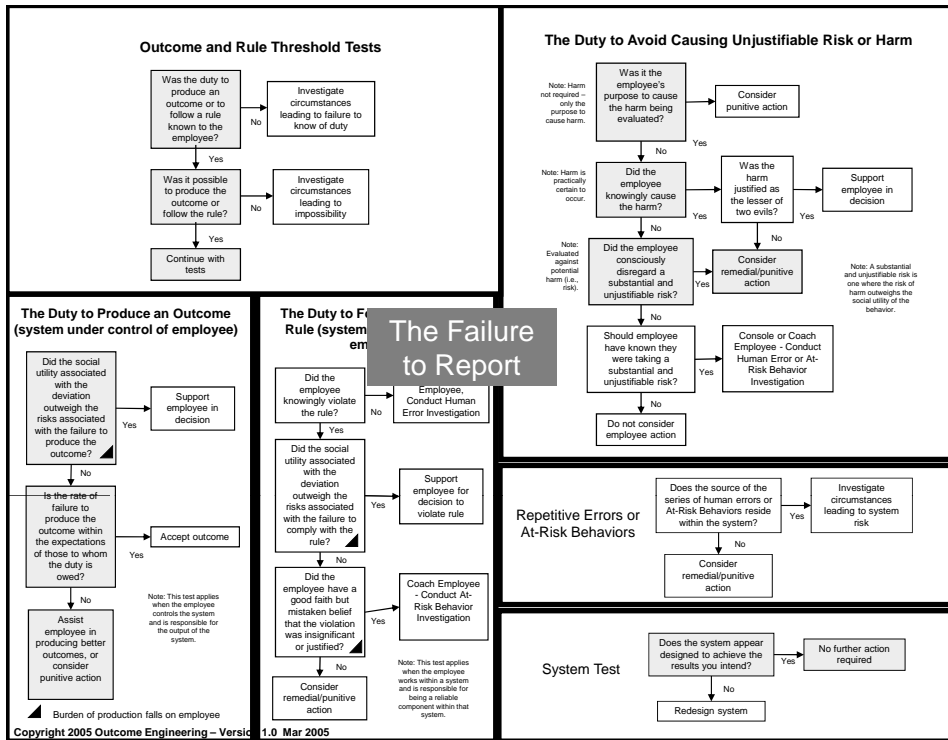 Outcome and Rule Threshold Tests
Was the duty to
produce an
outcome or to
follow a rule
known to the
employee?
No
Investigate
circumstances
leading to failure to
know of duty
Yes
Was it possible
to produce the
outcome or
follow the rule?
No
Investigate
circumstances
leading to
impossibility
Yes
Continue with
tests
The Duty to Avoid Causing Unjustifiable Risk or Harm
Note: Harm
not required –
only the
purpose to
cause harm.
Was it the
employee's
purpose to cause
the harm being
evaluated?
Yes
Consider
punitive action
No
Note: Harm is
practically
certain to
occur.
Did the
employee
knowingly cause
the harm?
Yes
Was the
harm
justified as
the lesser of
two evils?
Yes
Support
employee in
decision
No
No
Note:
Evaluated
against
potential
harm (i.e.,
risk).
Did the employee
consciously
disregard a
substantial and
unjustifiable risk?
Yes
Consider
remedial/punitive
action
Note: A substantial
and unjustifiable risk is
one where the risk of
harm outweighs the
social utility of the
behavior.
No
Should employee
have known they
were taking a
substantial and
unjustifiable risk?
Yes
Console or Coach
Employee - Conduct
Human Error or At-
Risk Behavior
Investigation
No
Do not consider
employee action
The Duty to Produce an Outcome
(system under control of employee)
Did the social
utility associated
with the
deviation
outweigh the
risks associated
with the failure to
produce the
outcome?
Yes
Support
employee in
decision
No
Is the rate of
failure to
produce the
outcome within
the expectations
of those to whom
the duty is
owed?
Yes
Accept outcome
No
Assist
employee in
producing better
outcomes, or
consider
punitive action
Note: This test applies
when the employee
controls the system
and is responsible for
the output of the
system.
Burden of production falls on employee
The Duty to
Rule (system
The Failure
to Report
Did the
employee
knowingly violate
the rule?
No
Employee,
Conduct Human
Error Investigation
Yes
Did the social
utility associated
with the
deviation
outweigh the
risks associated
with the failure to
comply with the
rule?
Yes
Support
employee for
decision to
violate rule
No
Did the
employee have a
good faith but
mistaken belief
that the violation
was insignificant
or justified?
Yes
Coach Employee
- Conduct At-
Risk Behavior
Investigation
No
Consider
remedial/punitive
action
Note: This test applies
when the employee
works within a system
and is responsible for
being a reliable
component within that
system.
Repetitive Errors or
At-Risk Behaviors
Does the source of the
series of human errors or
At-Risk Behaviors reside
within the system?
Yes
Investigate
circumstances
leading to system
risk
No
Consider
remedial/punitive
action
System Test
Does the system appear
designed to achieve the
results you intend?
Yes
No further action
required
No
Redesign system
Copyright 2005 Outcome Engineering – Version 1.0 Mar 2005